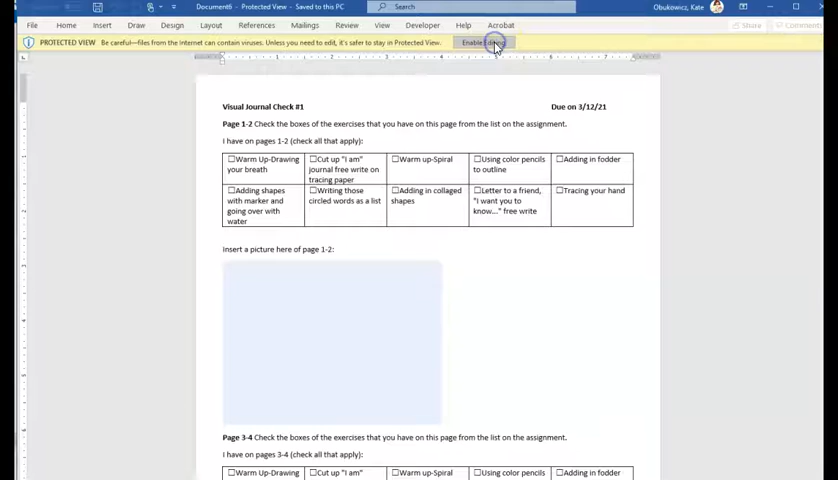 Document6 - Protected View - Saved to this PC
Search
Obukowicz, Kate
File Home Insert Draw Design Layout References Mailings Review View Developer Help Acrobat Share Comments
PROTECTED VIEW Be careful—files from the Internet can contain viruses. Unless you need to edit, it's safer to stay in Protected View. Enable Editing
Visual Journal Check #1 Due on 3/12/21
Page 1-2 Check the boxes of the exercises that you have on this page from the list on the assignment.
I have on pages 1-2 (check all that apply):
☐Warm Up-Drawing your breath
☐Cut up "I am" journal free write on tracing paper
☐Warm up-Spiral
☐Using color pencils to outline
☐Adding in fodder
☐Adding shapes with marker and going over with water
☐Writing those circled words as a list
☐Adding in collaged shapes
☐Letter to a friend, "I want you to know..." free write
☐Tracing your hand
Insert a picture here of page 1-2:
Page 3-4 Check the boxes of the exercises that you have on this page from the list on the assignment.
I have on pages 3-4 (check all that apply):
☐Warm Up-Drawing ☐Cut up "I am" ☐Warm up-Spiral ☐Using color pencils ☐Adding in fodder